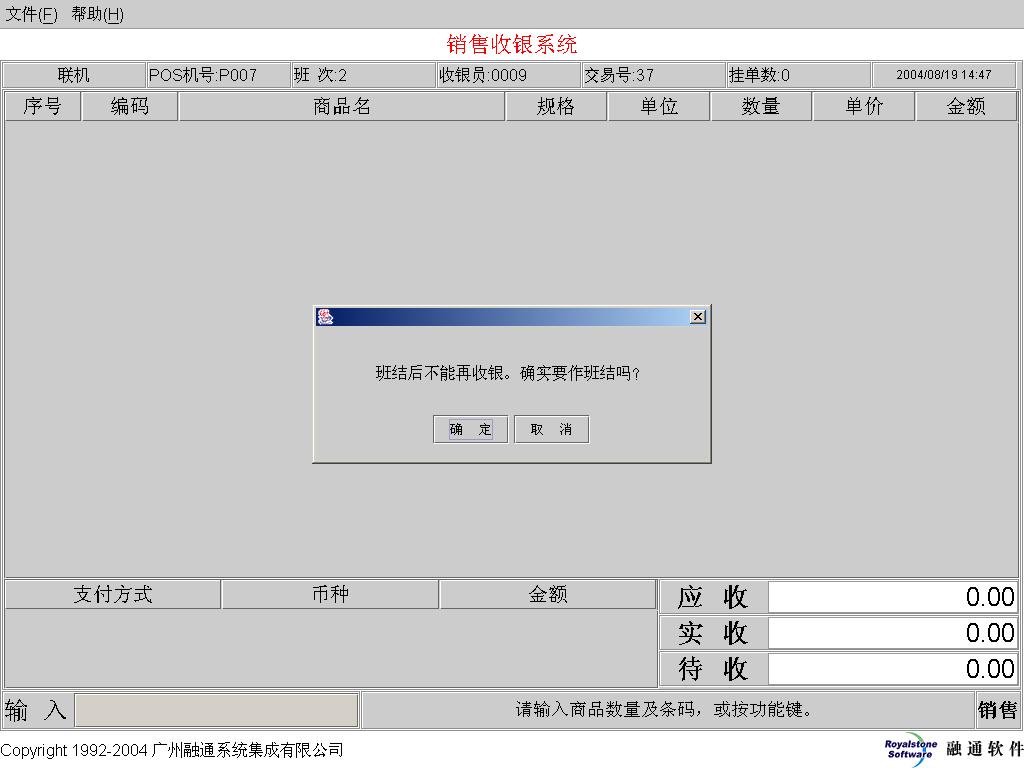 文件(F) 帮助(H)
销售收银系统
联机 POS机号:P007 班 次:2 收银员:0009 交易号:37 挂单数:0 2004/08/19 14:47
序号 编码 商品名 规格 单位 数量 单价 金额
班结后不能再收银。确实要作班结吗?
确 定 取 消
支付方式 币种 金额
应 收 0.00
实 收 0.00
待 收 0.00
输 入 请输入商品数量及条码，或按功能键。 销售
Copyright 1992-2004 广州融通系统集成有限公司
Royalstone Software 融通软件